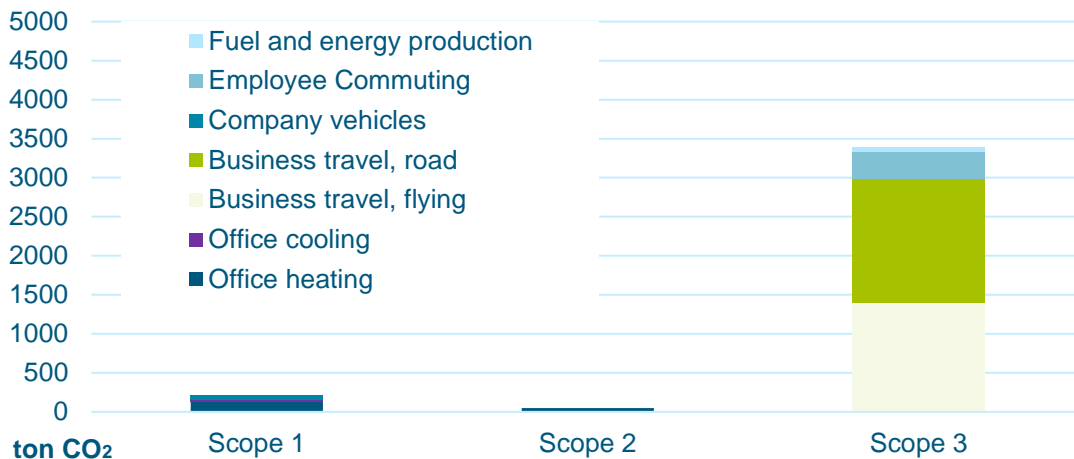 5000
4500
4000
3500
3000
2500
2000
1500
1000
500
0
Fuel and energy production
Employee Commuting
Company vehicles
Business travel, road
Business travel, flying
Office cooling
Office heating
ton CO2
Scope 1
Scope 2
Scope 3